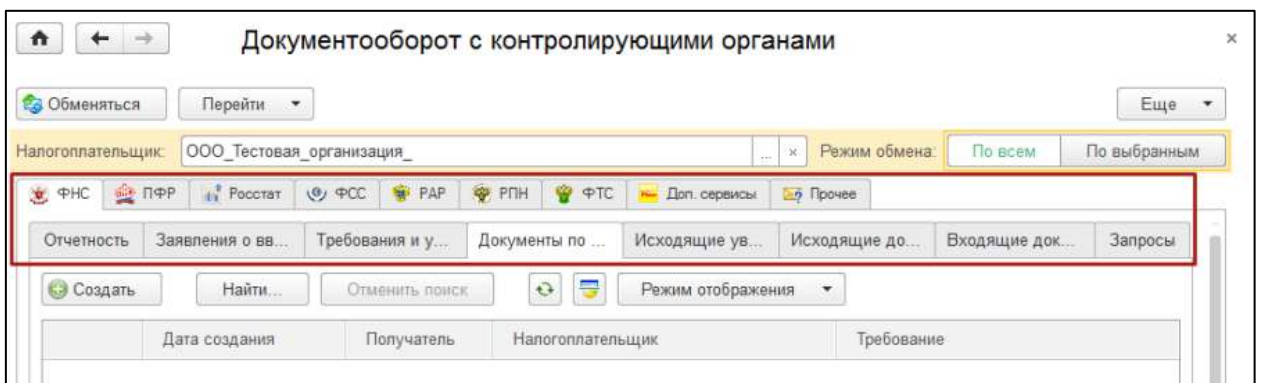 Документооборот с контролирующими органами
Обменяться Перейти Еще
Налогоплательщик: ООО_Тестовая_организация_ ... Режим обмена: По всем По выбранным
ФНС ПФР Росстат ФСС РАР РПН ФТС Доп. сервисы Прочее
Отчетность Заявления о вв... Требования и у... Документы по ... Исходящие ув... Исходящие до... Входящие док... Запросы
Создать Найти... Отменить поиск Режим отображения
Дата создания Получатель Налогоплательщик Требование